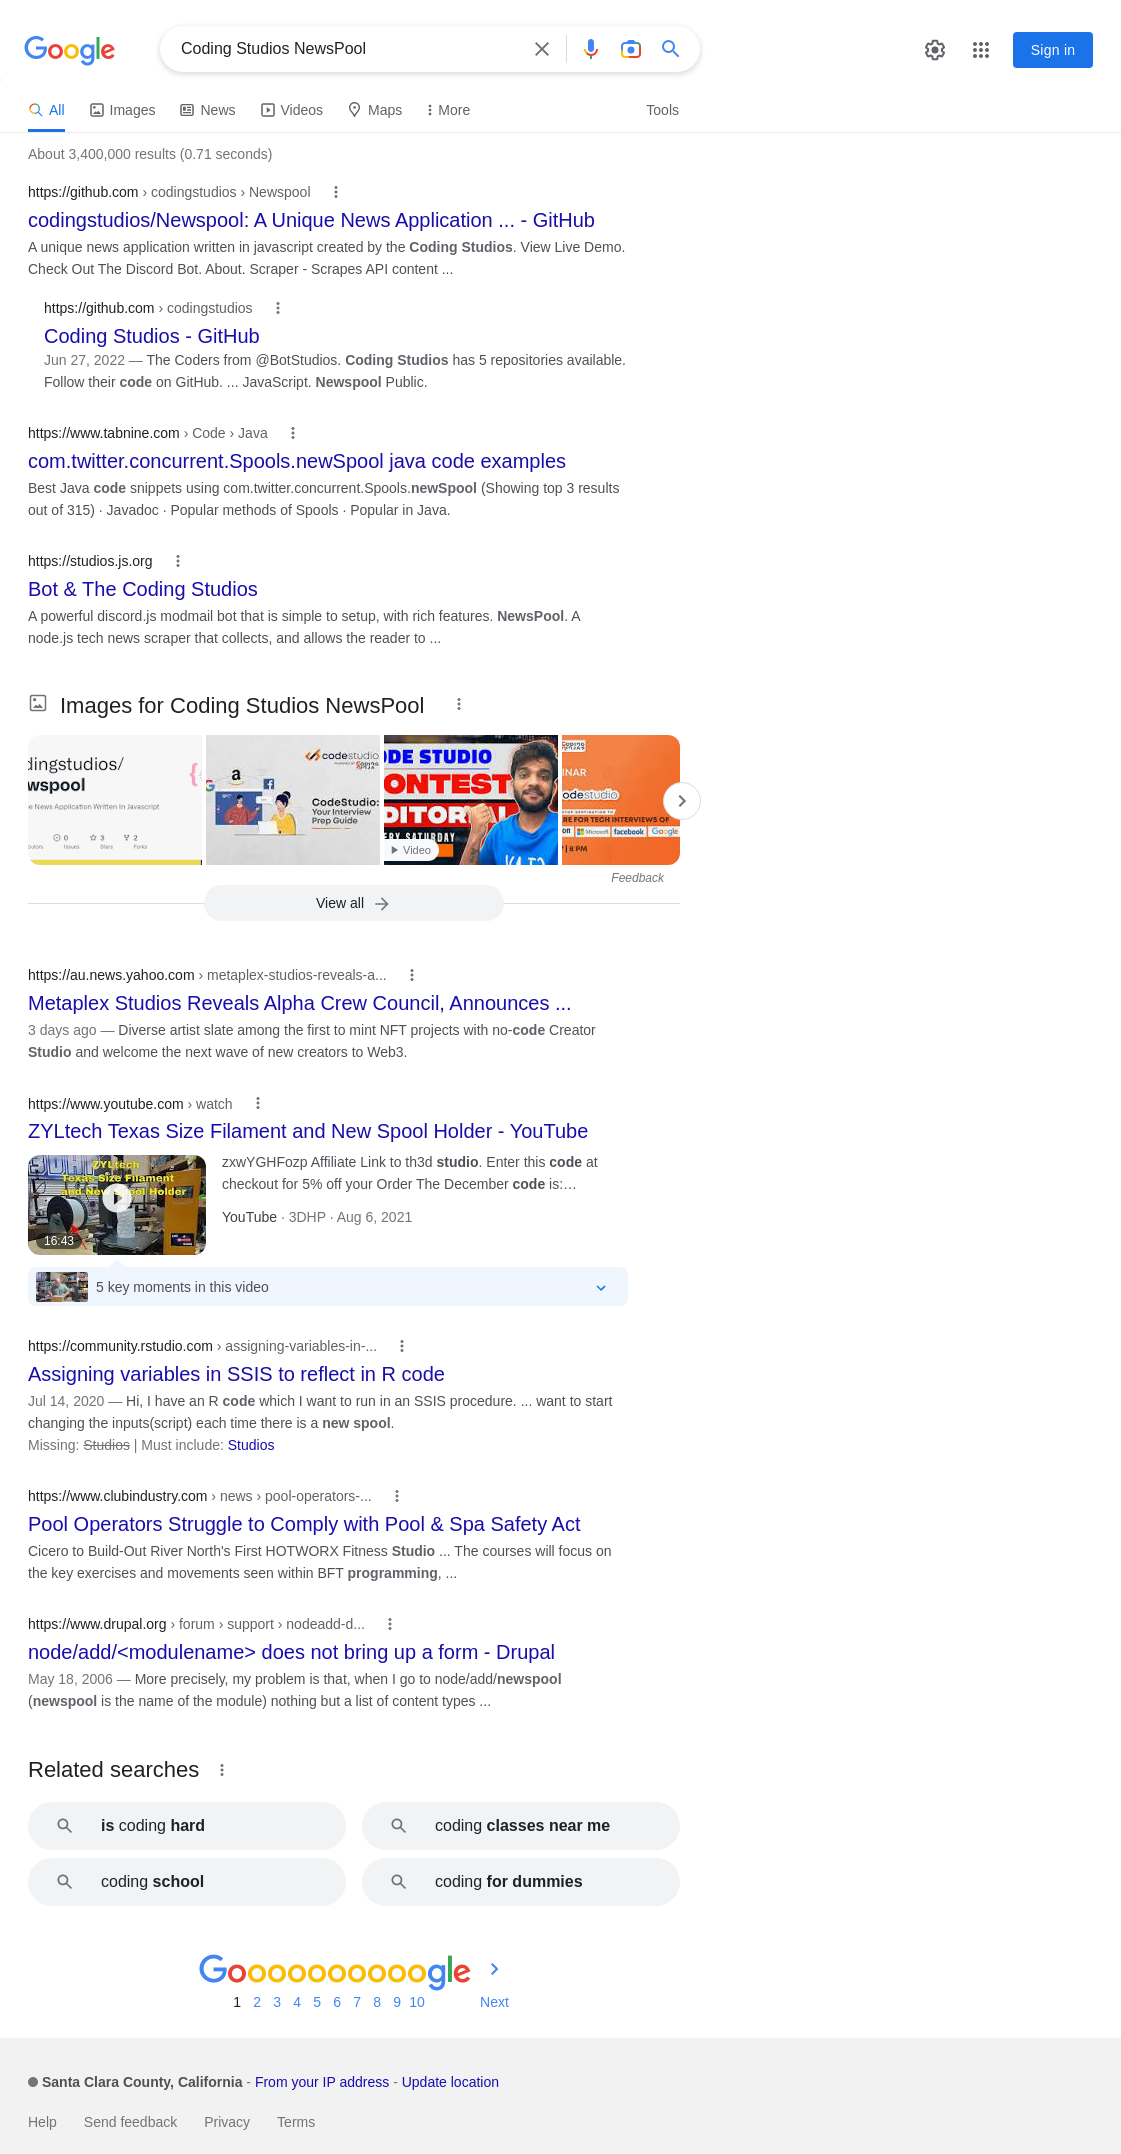 Google
Coding Studios NewsPool
Sign in
All Images News Videos Maps More Tools
About 3,400,000 results (0.71 seconds)
https://github.com › codingstudios › Newspool
codingstudios/Newspool: A Unique News Application ... - GitHub
A unique news application written in javascript created by the Coding Studios. View Live Demo.
Check Out The Discord Bot. About. Scraper - Scrapes API content ...
https://github.com › codingstudios
Coding Studios - GitHub
Jun 27, 2022 — The Coders from @BotStudios. Coding Studios has 5 repositories available.
Follow their code on GitHub. ... JavaScript. Newspool Public.
https://www.tabnine.com › Code › Java
com.twitter.concurrent.Spools.newSpool java code examples
Best Java code snippets using com.twitter.concurrent.Spools.newSpool (Showing top 3 results
out of 315) · Javadoc · Popular methods of Spools · Popular in Java.
https://studios.js.org
Bot & The Coding Studios
A powerful discord.js modmail bot that is simple to setup, with rich features. NewsPool. A
node.js tech news scraper that collects, and allows the reader to ...
Images for Coding Studios NewsPool
dingstudios/
wspool
e News Application Written In Javascript
0 3 2
Issues Stars Forks
codestudio
CodeStudio:
Your Interview
Prep Guide
ODE STUDIO
ONTEST
DITORIAL
ERY SATURDAY
Video
INAR
odestudio
RE FOR TECH INTERVIEWS OF
Microsoft facebook Google
| 8 PM
Feedback
View all
https://au.news.yahoo.com › metaplex-studios-reveals-a...
Metaplex Studios Reveals Alpha Crew Council, Announces ...
3 days ago — Diverse artist slate among the first to mint NFT projects with no-code Creator
Studio and welcome the next wave of new creators to Web3.
https://www.youtube.com › watch
ZYLtech Texas Size Filament and New Spool Holder - YouTube
ZYLtech
Texas Size Filament
and New Spool Holder
16:43
zxwYGHFozp Affiliate Link to th3d studio. Enter this code at
checkout for 5% off your Order The December code is:…
YouTube · 3DHP · Aug 6, 2021
5 key moments in this video
https://community.rstudio.com › assigning-variables-in-...
Assigning variables in SSIS to reflect in R code
Jul 14, 2020 — Hi, I have an R code which I want to run in an SSIS procedure. ... want to start
changing the inputs(script) each time there is a new spool.
Missing: Studios | Must include: Studios
https://www.clubindustry.com › news › pool-operators-...
Pool Operators Struggle to Comply with Pool & Spa Safety Act
Cicero to Build-Out River North's First HOTWORX Fitness Studio ... The courses will focus on
the key exercises and movements seen within BFT programming, ...
https://www.drupal.org › forum › support › nodeadd-d...
node/add/<modulename> does not bring up a form - Drupal
May 18, 2006 — More precisely, my problem is that, when I go to node/add/newspool
(newspool is the name of the module) nothing but a list of content types ...
Related searches
is coding hard
coding classes near me
coding school
coding for dummies
Goooooooooogle
1 2 3 4 5 6 7 8 9 10 Next
Santa Clara County, California - From your IP address - Update location
Help Send feedback Privacy Terms